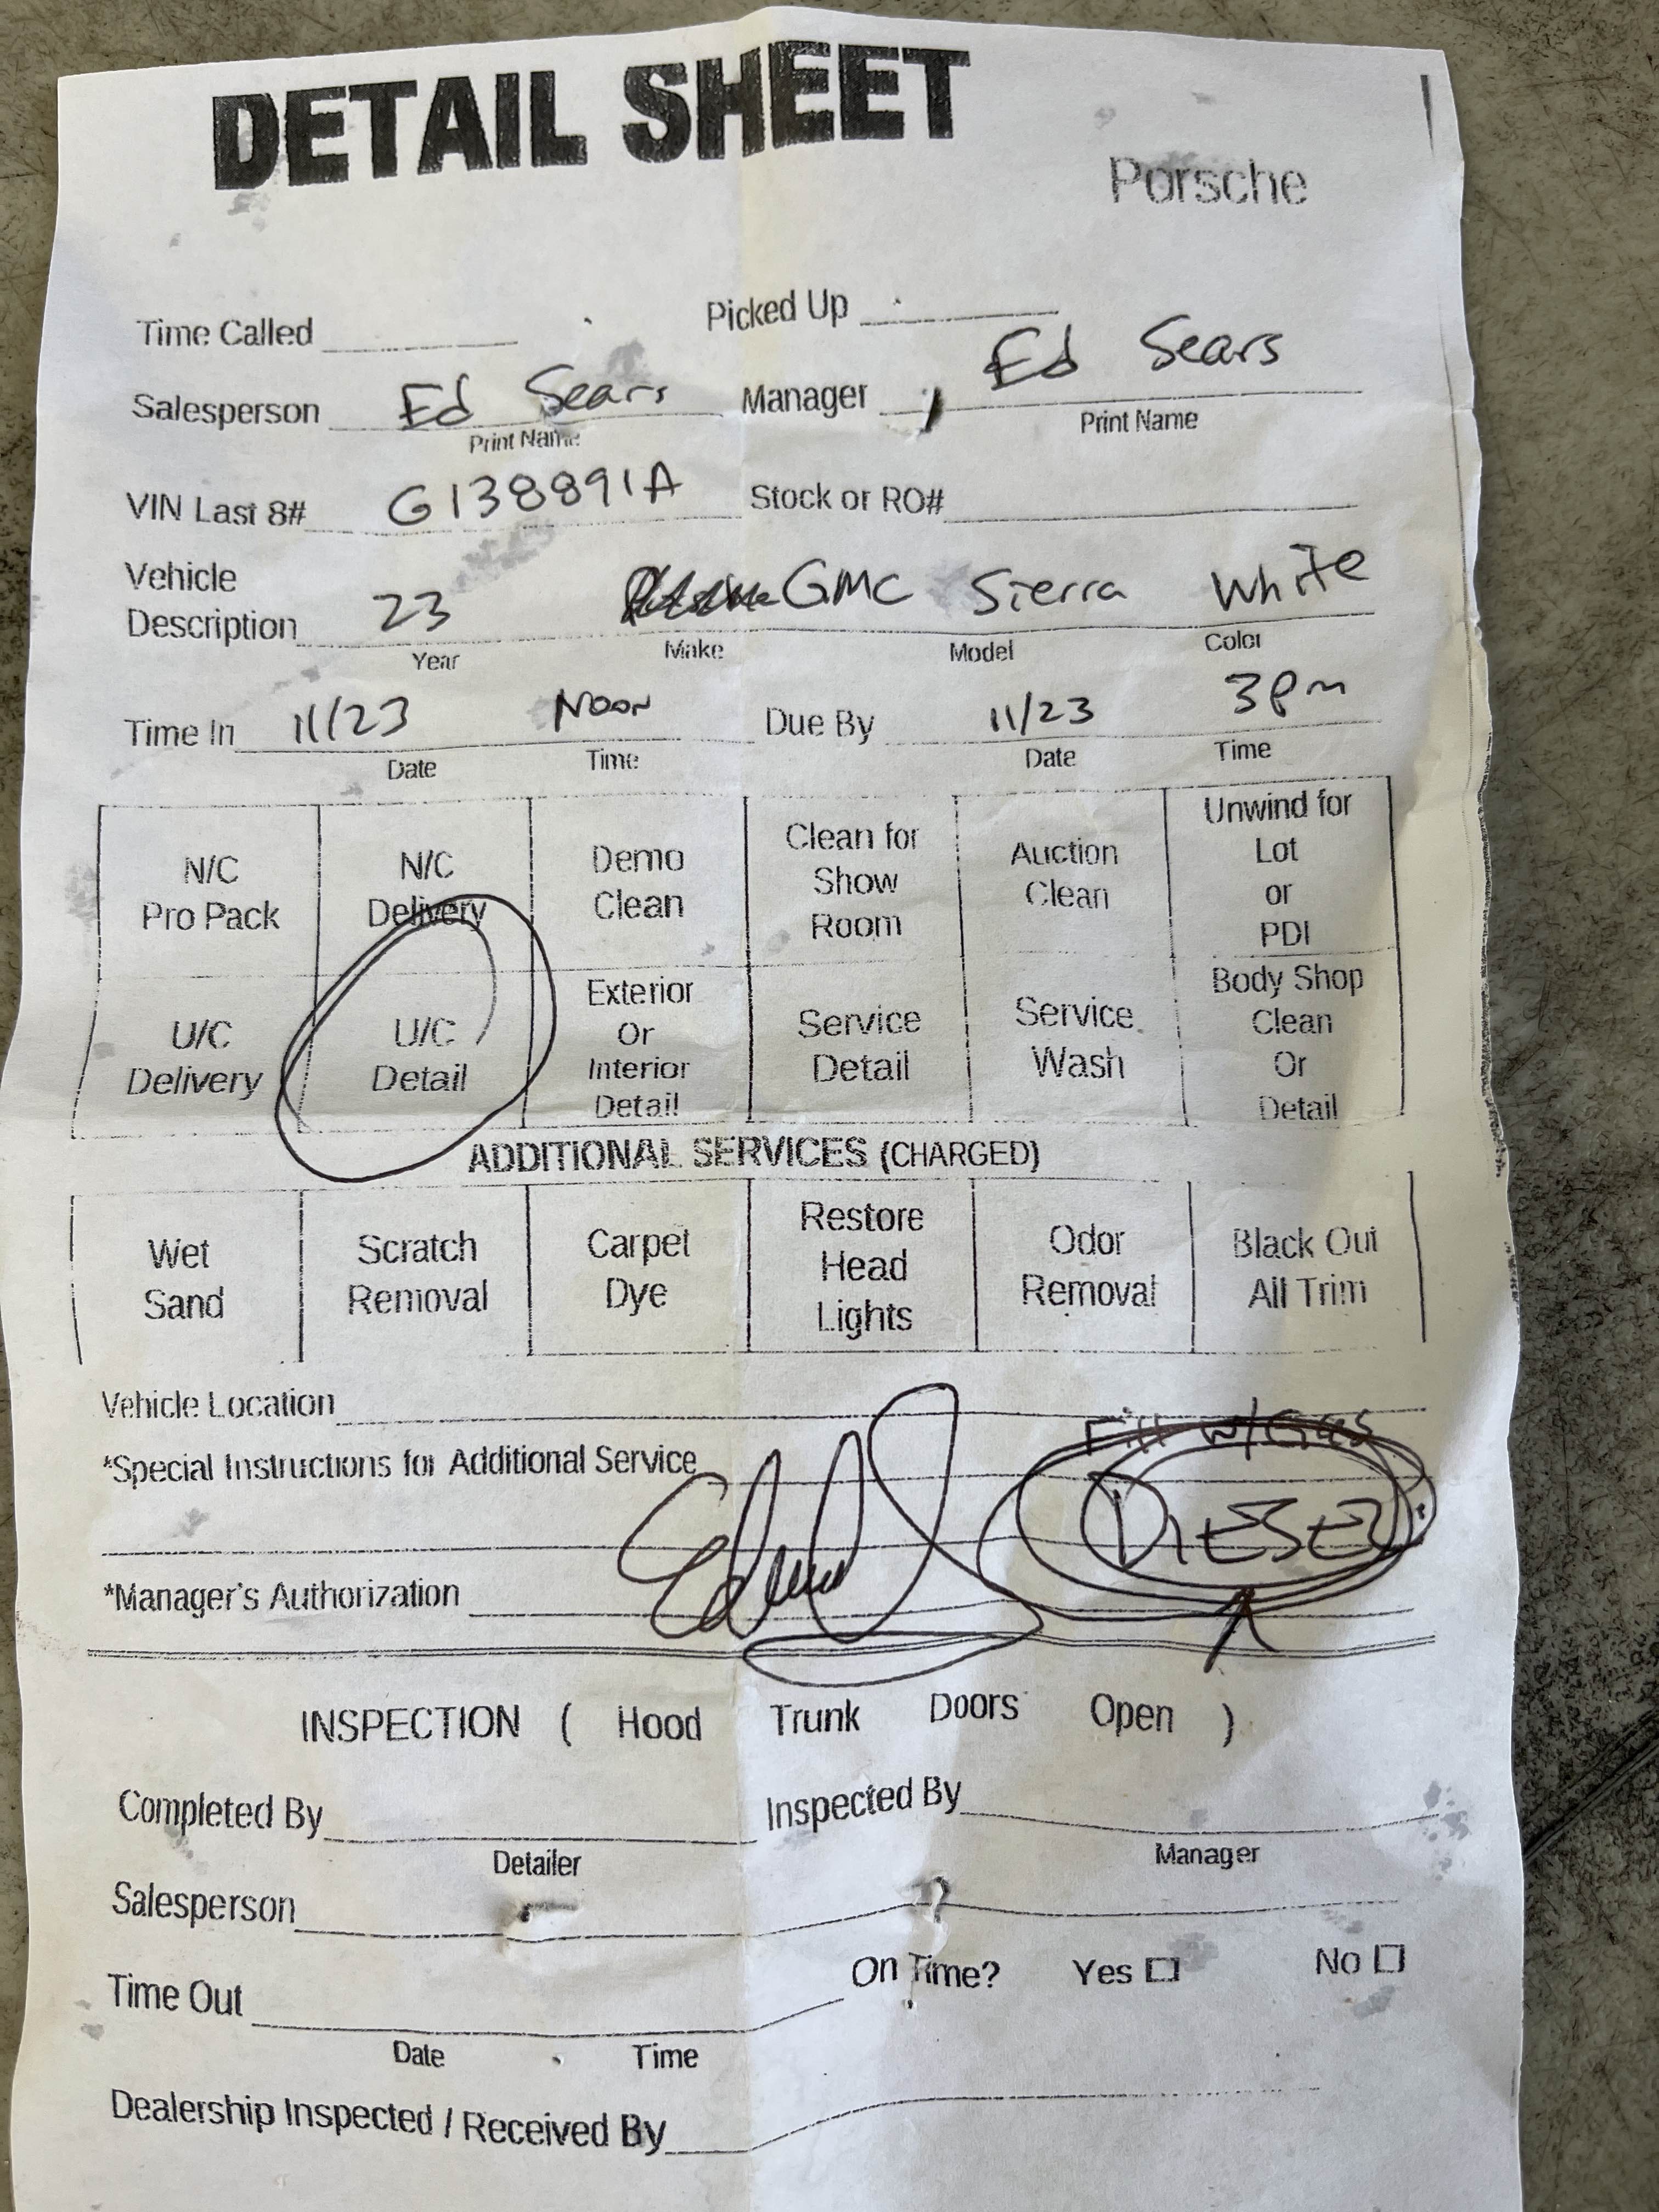 DETAIL SHEET
Porsche
Time Called Picked Up
Salesperson Ed Sears Manager Ed Sears
Print Name Print Name
VIN Last 8# G138891A Stock or RO#
Vehicle Description 23 GMC Sierra White
Year Make Model Color
Time In 11/23 Noon Due By 11/23 3pm
Date Time Date Time
N/C Pro Pack
N/C Delivery
Demo Clean
Clean for Show Room
Auction Clean
Unwind for Lot or PDI
U/C Delivery
U/C Detail
Exterior Or Interior Detail
Service Detail
Service Wash
Body Shop Clean Or Detail
ADDITIONAL SERVICES (CHARGED)
Wet Sand
Scratch Removal
Carpet Dye
Restore Head Lights
Odor Removal
Black Out All Trim
Vehicle Location
Fill w/Gas
*Special Instructions for Additional Service
DIESEL
*Manager's Authorization
INSPECTION ( Hood Trunk Doors Open )
Completed By Inspected By
Detailer Manager
Salesperson
On Time? Yes No
Time Out
Date Time
Dealership Inspected / Received By